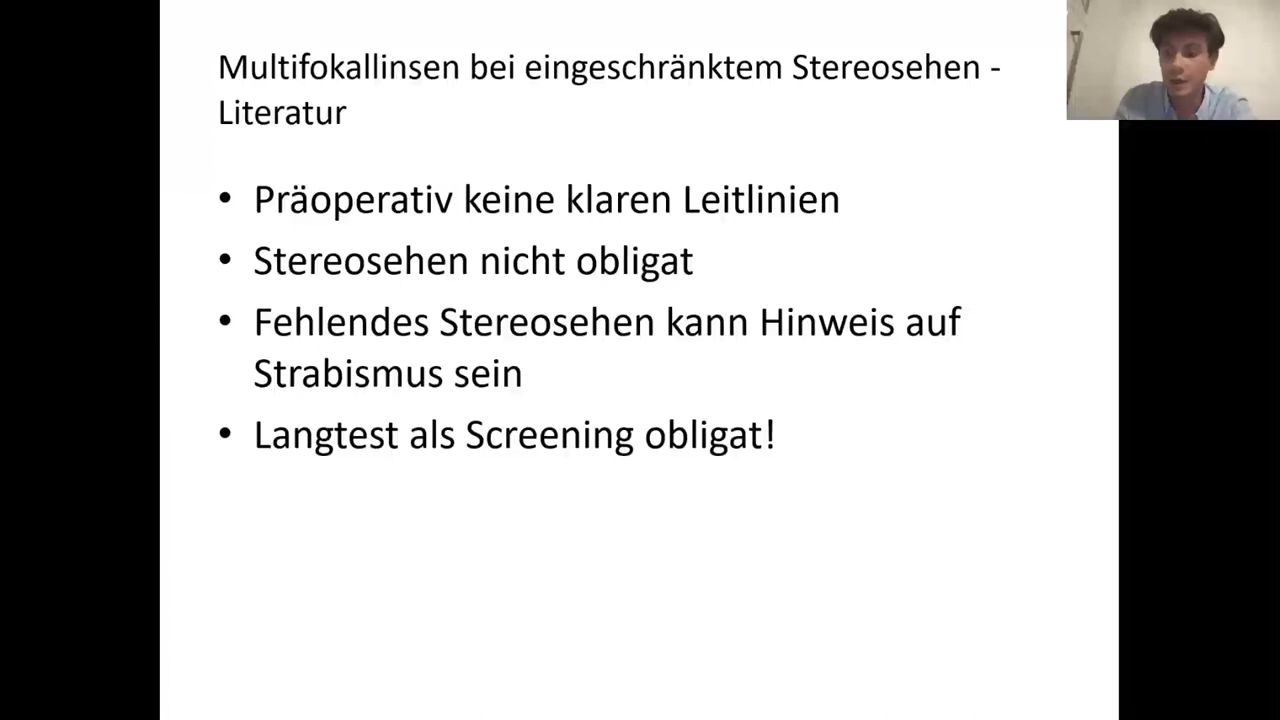 Multifokallinsen bei eingeschränktem Stereosehen -
Literatur
• Präoperativ keine klaren Leitlinien
• Stereosehen nicht obligat
• Fehlendes Stereosehen kann Hinweis auf
Strabismus sein
• Langtest als Screening obligat!